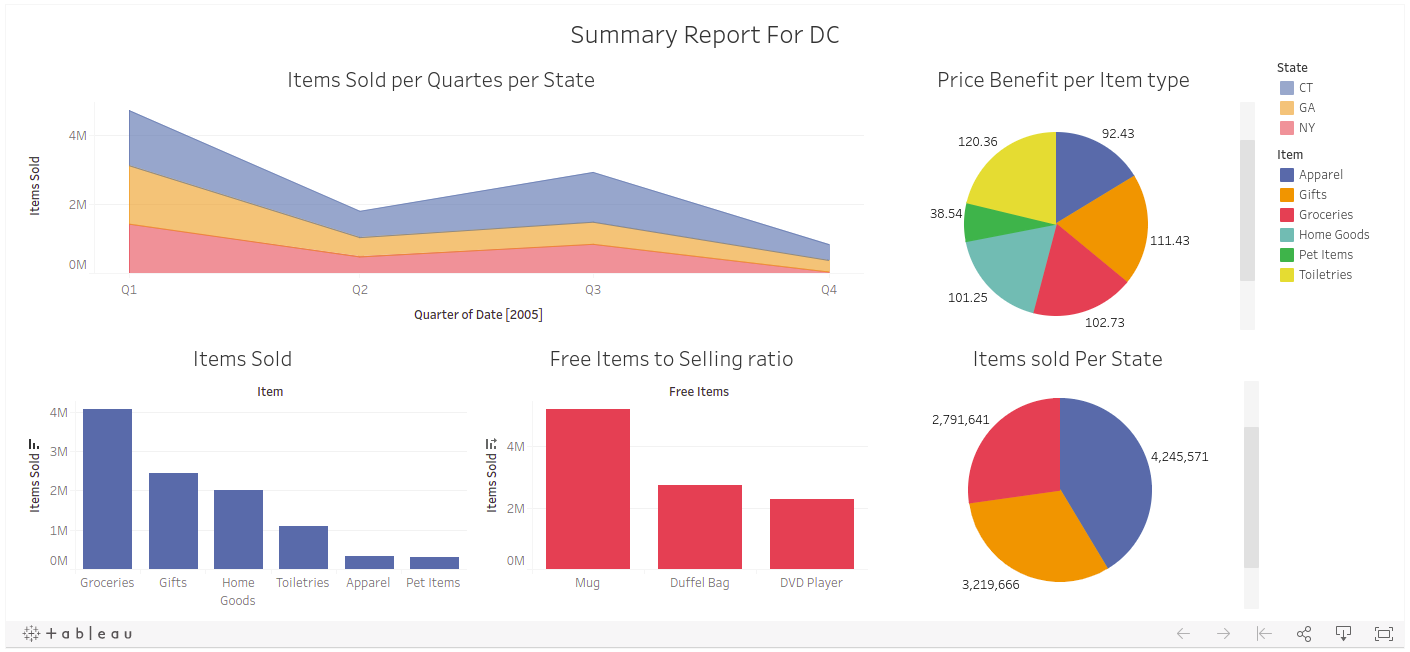 Summary Report For DC
Items Sold per Quartes per State
Items Sold
4M
2M
0M
Q1 Q2 Q3 Q4
Quarter of Date [2005]
Price Benefit per Item type
92.43
120.36
38.54
111.43
101.25
102.73
State
CT
GA
NY
Item
Apparel
Gifts
Groceries
Home Goods
Pet Items
Toiletries
Items Sold
Item
Items Sold
4M
3M
2M
1M
0M
Groceries Gifts Home Toiletries Apparel Pet Items
Goods
Free Items to Selling ratio
Free Items
Items Sold
4M
2M
0M
Mug Duffel Bag DVD Player
Items sold Per State
2,791,641
4,245,571
3,219,666
+ableau